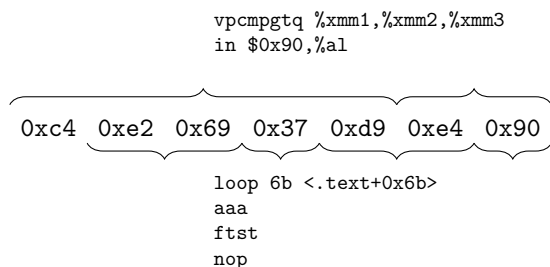 vpcmpgtq %xmm1,%xmm2,%xmm3
in $0x90,%al
0xc4 0xe2 0x69 0x37 0xd9 0xe4 0x90
loop 6b <.text+0x6b>
aaa
ftst
nop